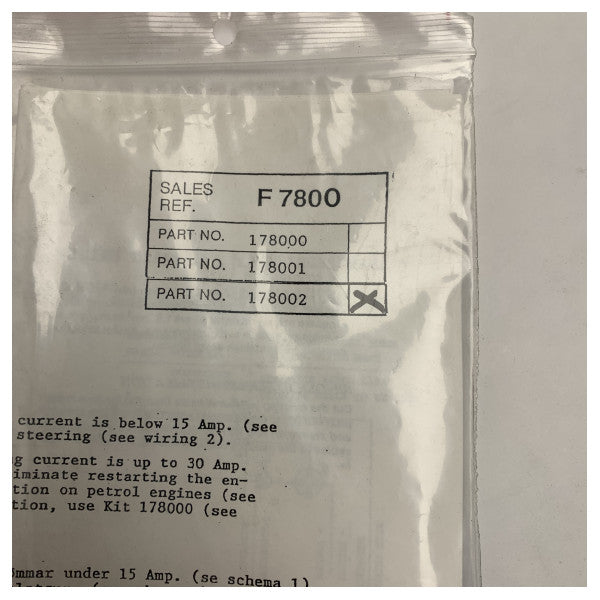 SALES
REF. F 7800
PART NO. 178000
PART NO. 178001
PART NO. 178002 X
current is below 15 Amp. (see
steering (see wiring 2).
g current is up to 30 Amp.
iminate restarting the en-
tion on petrol engines (see
tion, use Kit 178000 (see
ömmar under 15 Amp. (se schema 1)